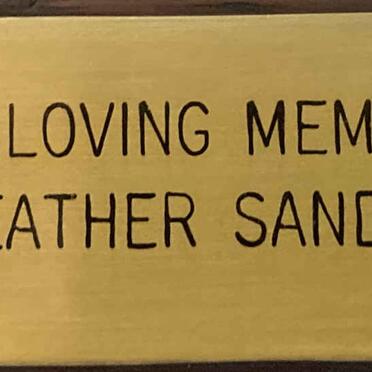 LOVING MEM
EATHER SAND